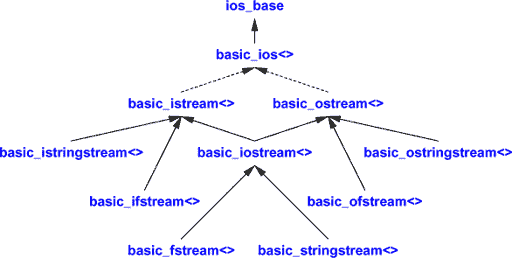 ios_base
basic_ios<>
basic_istream<> basic_ostream<>
basic_istringstream<> basic_iostream<> basic_ostringstream<>
basic_ifstream<> basic_ofstream<>
basic_fstream<> basic_stringstream<>